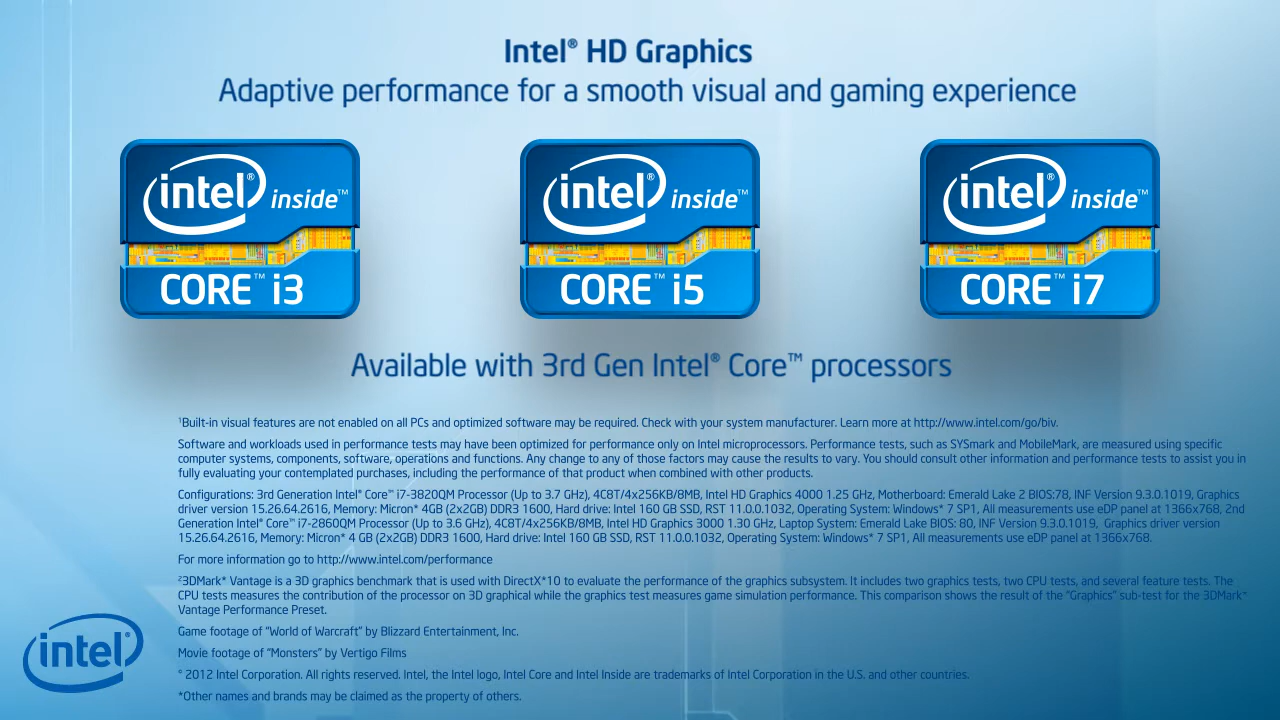 Intel® HD Graphics
Adaptive performance for a smooth visual and gaming experience
intel® inside™
CORE™ i3
intel® inside™
CORE™ i5
intel® inside™
CORE™ i7
Available with 3rd Gen Intel® Core™ processors
¹Built-in visual features are not enabled on all PCs and optimized software may be required. Check with your system manufacturer. Learn more at http://www.intel.com/go/biv.
Software and workloads used in performance tests may have been optimized for performance only on Intel microprocessors. Performance tests, such as SYSmark and MobileMark, are measured using specific
computer systems, components, software, operations and functions. Any change to any of those factors may cause the results to vary. You should consult other information and performance tests to assist you in
fully evaluating your contemplated purchases, including the performance of that product when combined with other products.
Configurations: 3rd Generation Intel® Core™ i7-3820QM Processor (Up to 3.7 GHz), 4C8T/4x256KB/8MB, Intel HD Graphics 4000 1.25 GHz, Motherboard: Emerald Lake 2 BIOS:78, INF Version 9.3.0.1019, Graphics
driver version 15.26.64.2616, Memory: Micron* 4GB (2x2GB) DDR3 1600, Hard drive: Intel 160 GB SSD, RST 11.0.0.1032, Operating System: Windows* 7 SP1, All measurements use eDP panel at 1366x768, 2nd
Generation Intel® Core™ i7-2860QM Processor (Up to 3.6 GHz), 4C8T/4x256KB/8MB, Intel HD Graphics 3000 1.30 GHz, Laptop System: Emerald Lake BIOS: 80, INF Version 9.3.0.1019, Graphics driver version
15.26.64.2616, Memory: Micron* 4 GB (2x2GB) DDR3 1600, Hard drive: Intel 160 GB SSD, RST 11.0.0.1032, Operating System: Windows* 7 SP1, All measurements use eDP panel at 1366x768.
For more information go to http://www.intel.com/performance
²3DMark* Vantage is a 3D graphics benchmark that is used with DirectX*10 to evaluate the performance of the graphics subsystem. It includes two graphics tests, two CPU tests, and several feature tests. The
CPU tests measures the contribution of the processor on 3D graphical while the graphics test measures game simulation performance. This comparison shows the result of the "Graphics" sub-test for the 3DMark*
Vantage Performance Preset.
Game footage of "World of Warcraft" by Blizzard Entertainment, Inc.
Movie footage of "Monsters" by Vertigo Films
© 2012 Intel Corporation. All rights reserved. Intel, the Intel logo, Intel Core and Intel Inside are trademarks of Intel Corporation in the U.S. and other countries.
*Other names and brands may be claimed as the property of others.
intel®